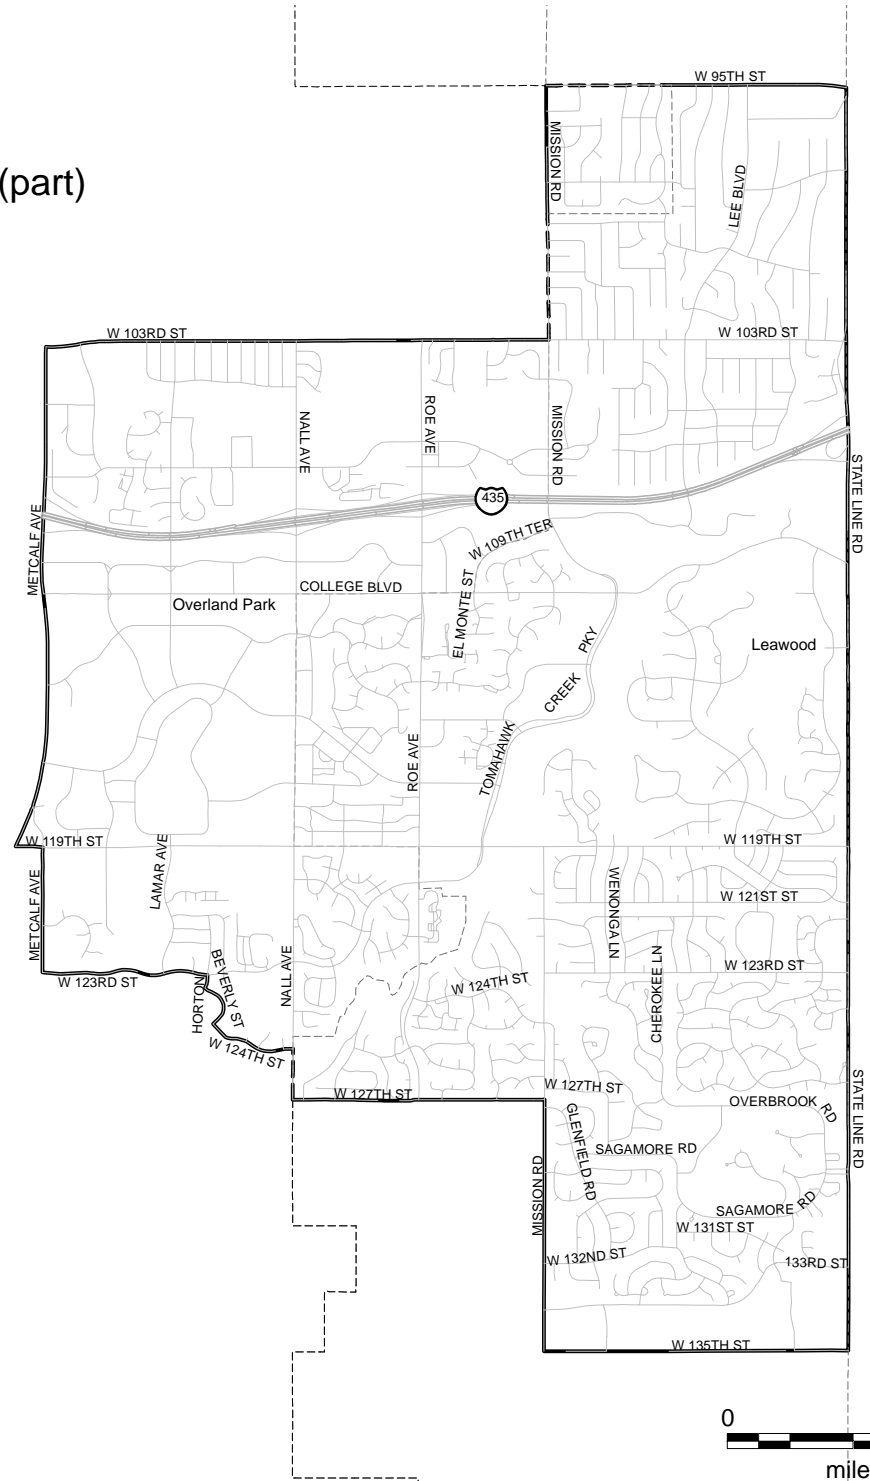 W 95TH ST
MISSION RD
(part)
LEE BLVD
W 103RD ST
W 103RD ST
NALL AVE
ROE AVE
MISSION RD
435
STATE LINE RD
METCALF AVE
W 109TH TER
COLLEGE BLVD
EL MONTE ST
Overland Park
PKY
Leawood
CREEK
ROE AVE
TOMAHAWK
W 119TH ST
W 119TH ST
LAMAR AVE
METCALF AVE
WENONGA LN
W 121ST ST
NALL AVE
BEVERLY ST
CHEROKEE LN
W 123RD ST
W 123RD ST
W 124TH ST
HORTON
W 124TH ST
W 127TH ST
W 127TH ST
STATE LINE RD
OVERBROOK RD
GLENFIELD RD
SAGAMORE RD
MISSION RD
SAGAMORE RD
W 131ST ST
W 132ND ST
133RD ST
W 135TH ST
0
mile